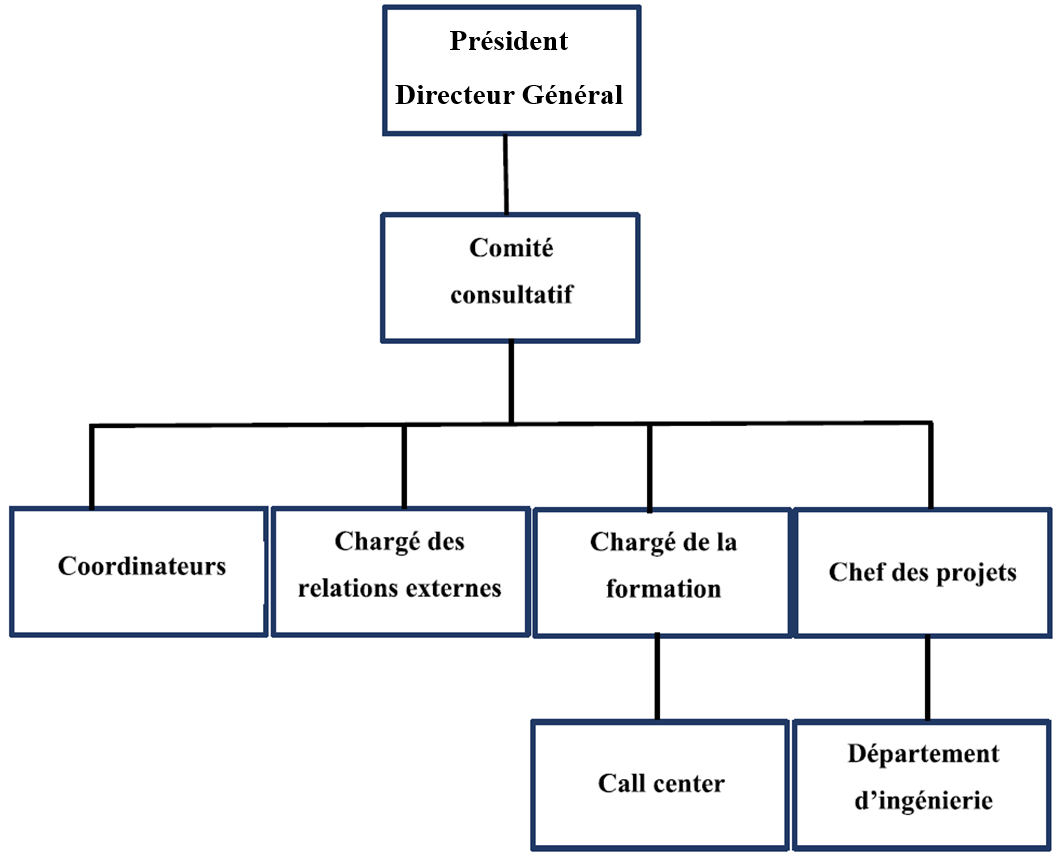 Président
Directeur Général
Comité
consultatif
Coordinateurs
Chargé des
relations externes
Chargé de la
formation
Chef des projets
Call center
Département
d’ingénierie